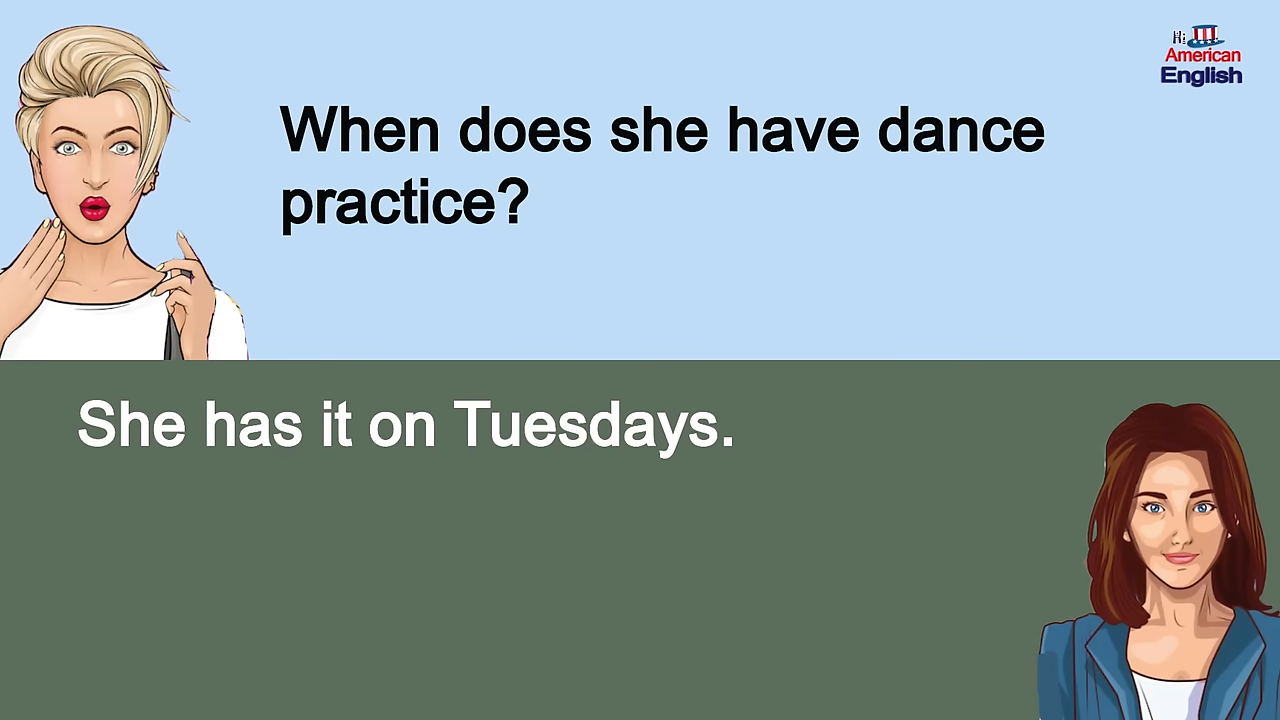 Hi
American
English
When does she have dance
practice?
She has it on Tuesdays.